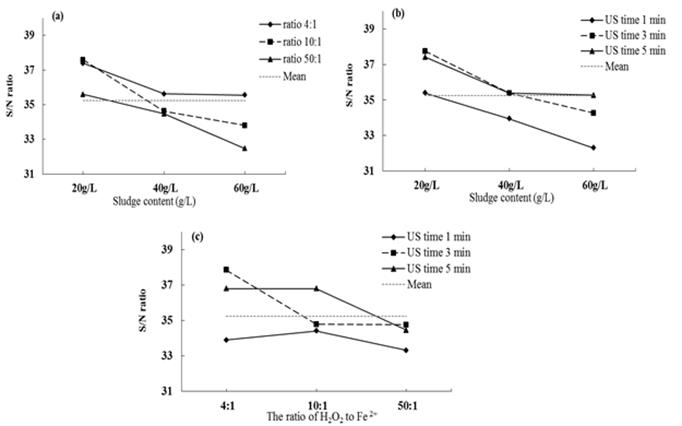 (a)
ratio 4:1
ratio 10:1
ratio 50:1
Mean
S/N ratio
39
37
35
33
31
20g/L 40g/L 60g/L
Sludge content (g/L)
(b)
US time 1 min
US time 3 min
US time 5 min
Mean
S/N ratio
39
37
35
33
31
20g/L 40g/L 60g/L
Sludge content (g/L)
(c)
US time 1 min
US time 3 min
US time 5 min
Mean
S/N ratio
39
37
35
33
31
4:1 10:1 50:1
The ratio of H₂O₂ to Fe²⁺